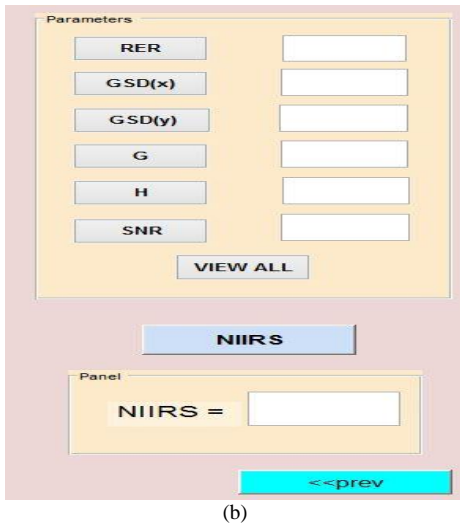 Parameters
RER
GSD(x)
GSD(y)
G
H
SNR
VIEW ALL
NIIRS
Panel
NIIRS =
<<prev
(b)